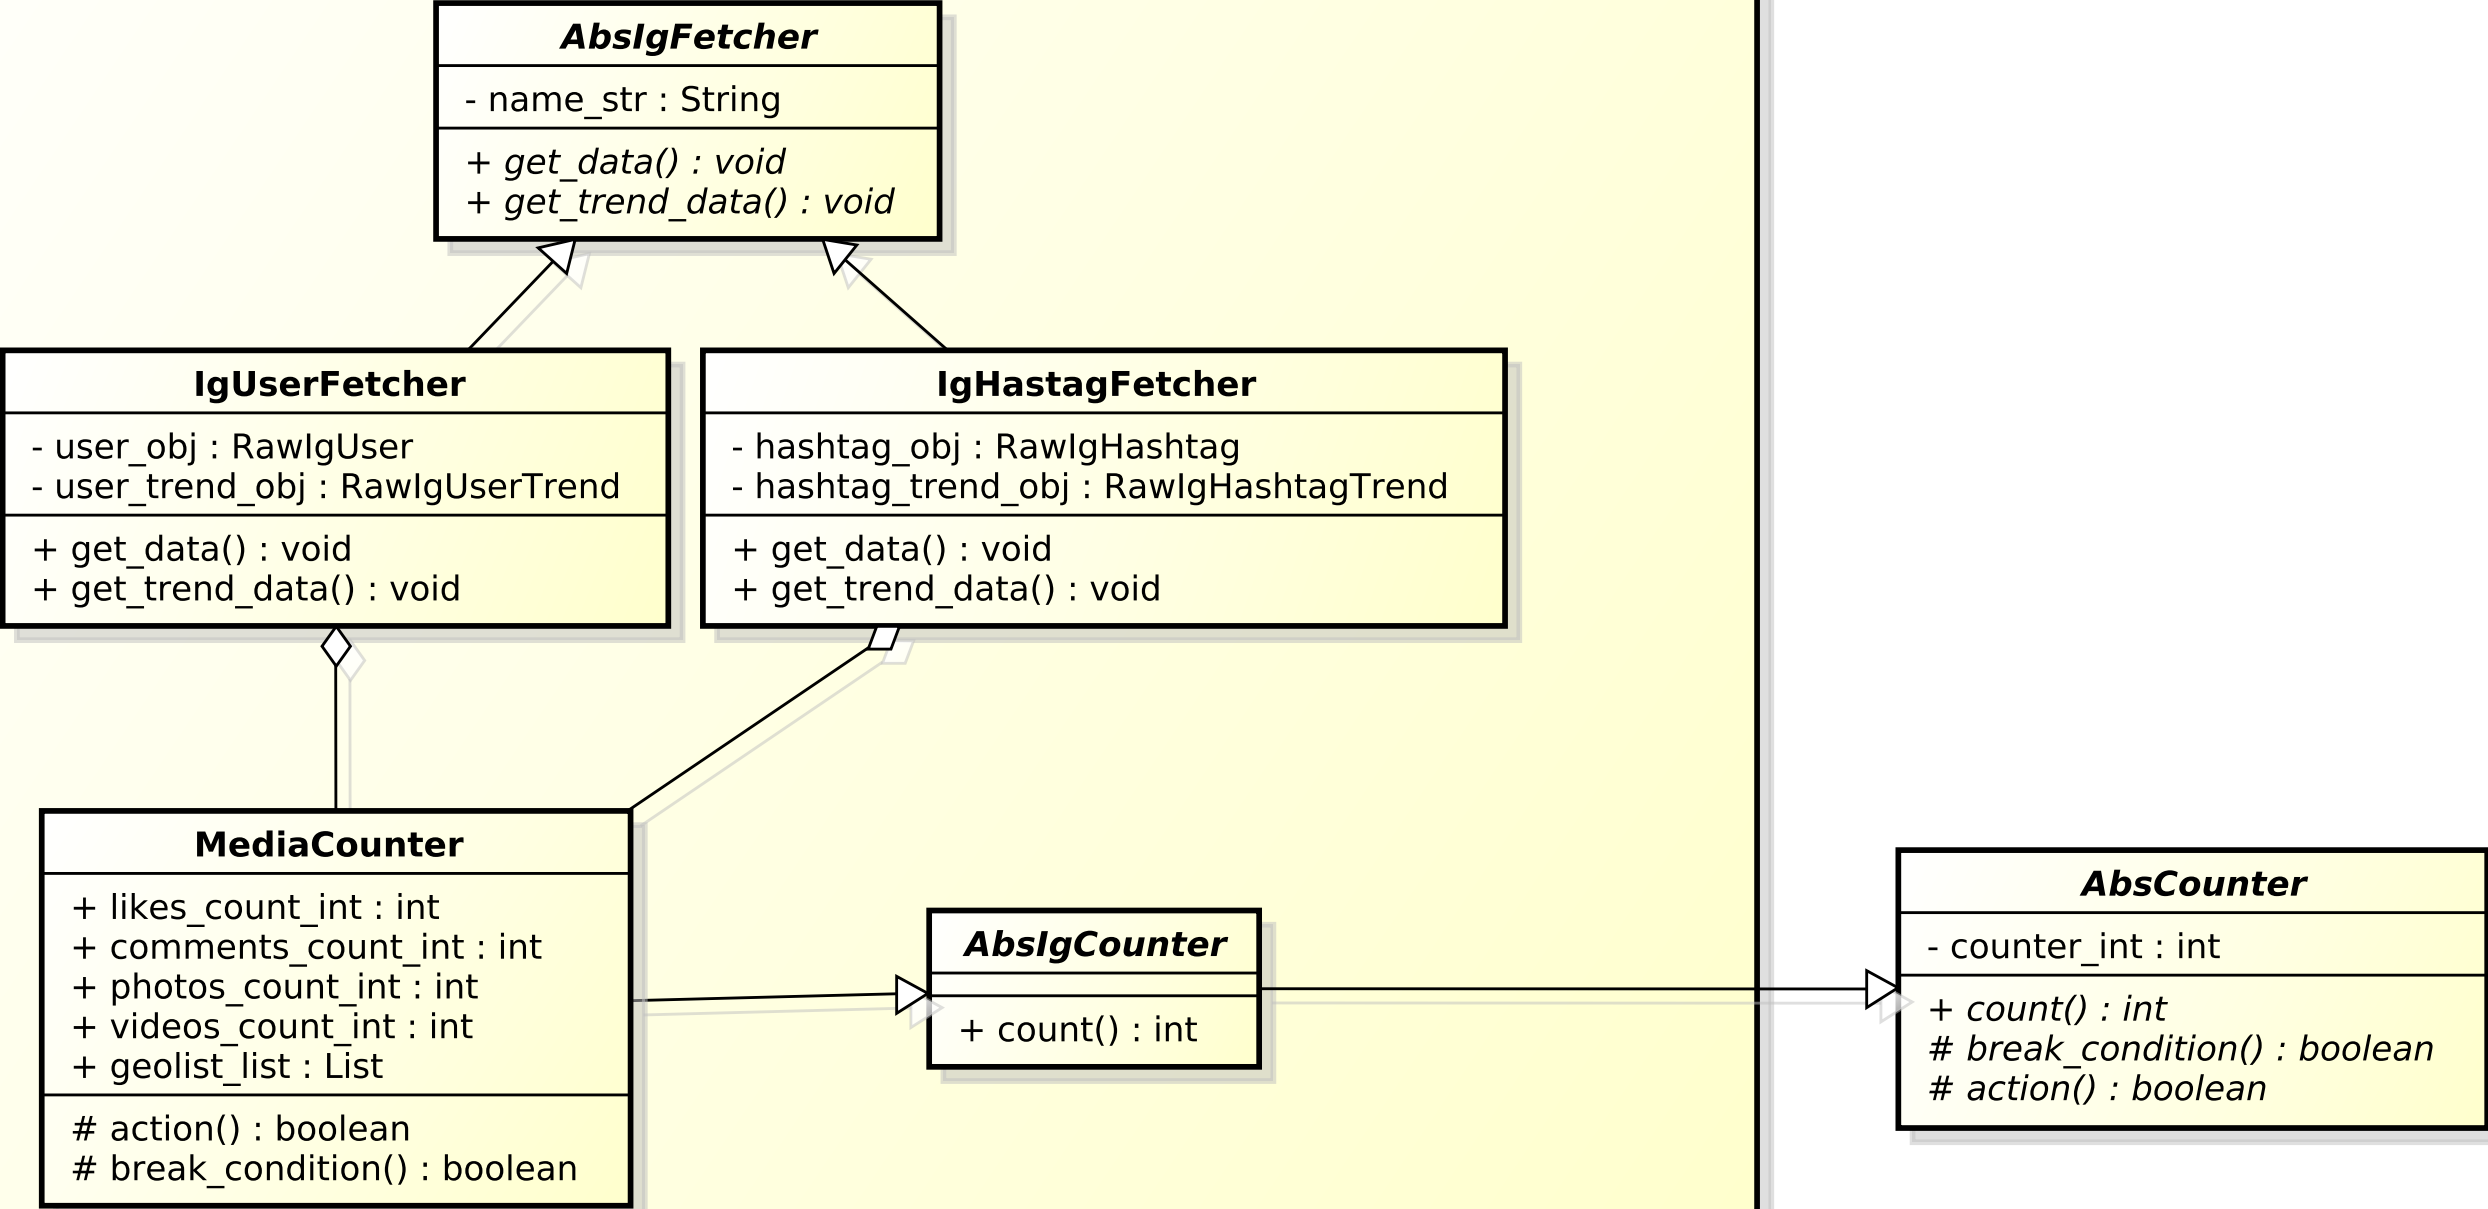 AbsIgFetcher
- name_str : String
+ get_data() : void
+ get_trend_data() : void
IgUserFetcher
- user_obj : RawIgUser
- user_trend_obj : RawIgUserTrend
+ get_data() : void
+ get_trend_data() : void
IgHastagFetcher
- hashtag_obj : RawIgHashtag
- hashtag_trend_obj : RawIgHashtagTrend
+ get_data() : void
+ get_trend_data() : void
MediaCounter
+ likes_count_int : int
+ comments_count_int : int
+ photos_count_int : int
+ videos_count_int : int
+ geolist_list : List
# action() : boolean
# break_condition() : boolean
AbsIgCounter
+ count() : int
AbsCounter
- counter_int : int
+ count() : int
# break_condition() : boolean
# action() : boolean